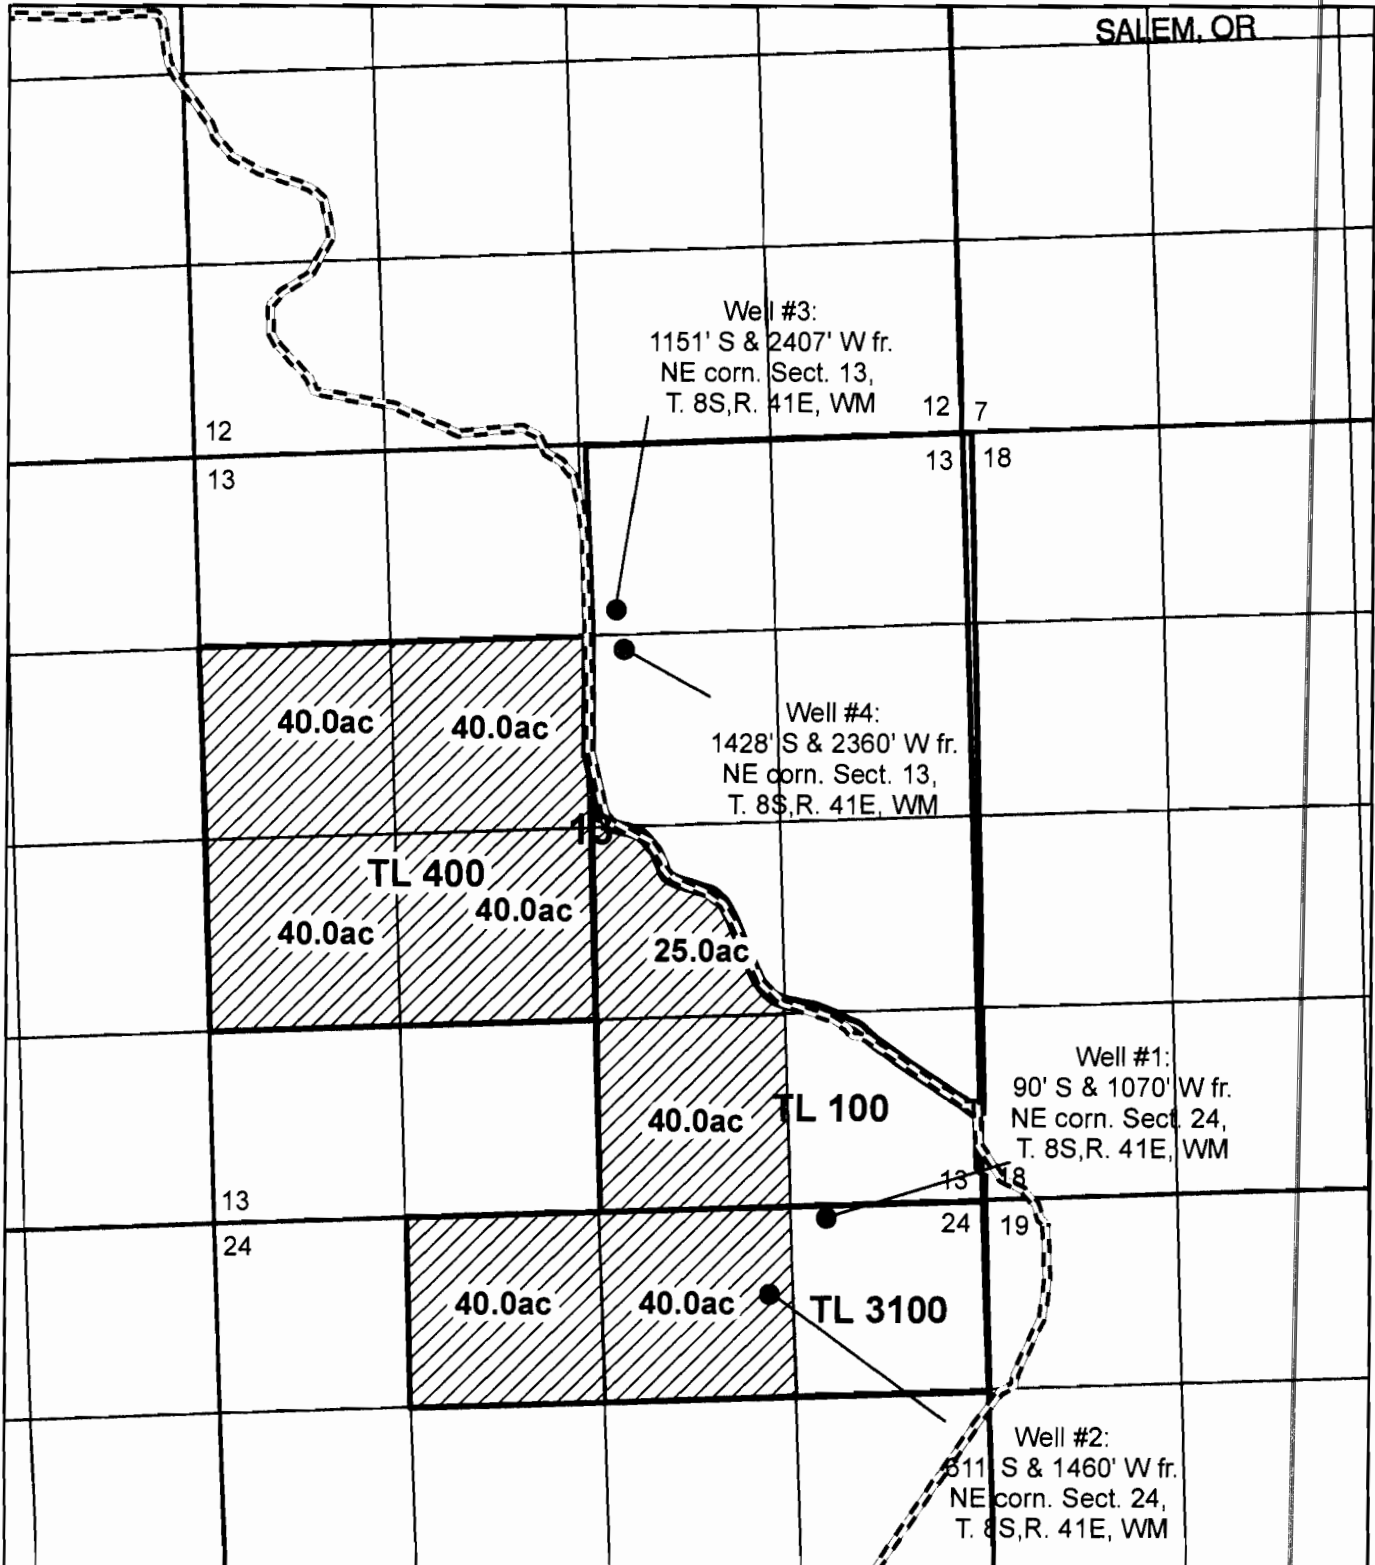 SALEM, OR
Well #3:
1151' S & 2407' W fr.
NE corn. Sect. 13,
T. 8S,R. 41E, WM
12 7
12
13 18
13
Well #4:
1428' S & 2360' W fr.
NE corn. Sect. 13,
T. 8S,R. 41E, WM
40.0ac 40.0ac
13
TL 400
40.0ac
40.0ac
25.0ac
Well #1:
90' S & 1070' W fr.
NE corn. Sect. 24,
T. 8S,R. 41E, WM
TL 100
40.0ac
13 18
13
24 19
24
40.0ac 40.0ac TL 3100
Well #2:
611' S & 1460' W fr.
NE corn. Sect. 24,
T. 8S,R. 41E, WM